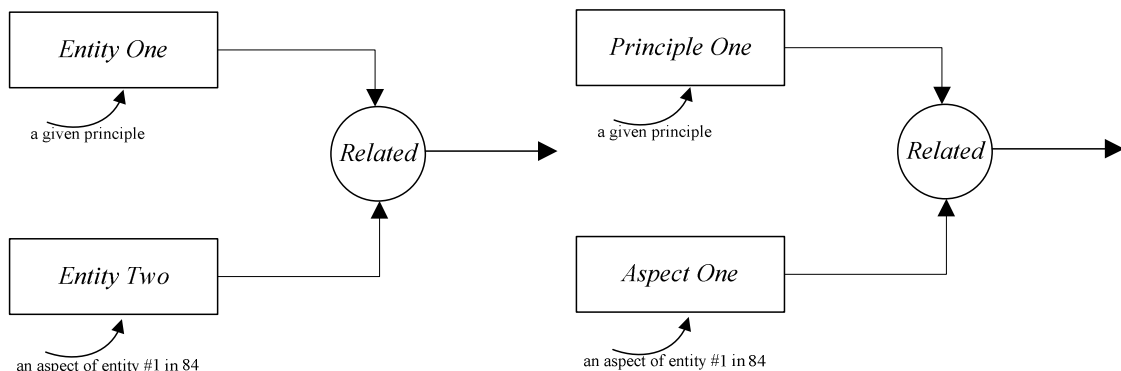 Entity One
a given principle
Related
Entity Two
an aspect of entity #1 in 84
Principle One
a given principle
Related
Aspect One
an aspect of entity #1 in 84